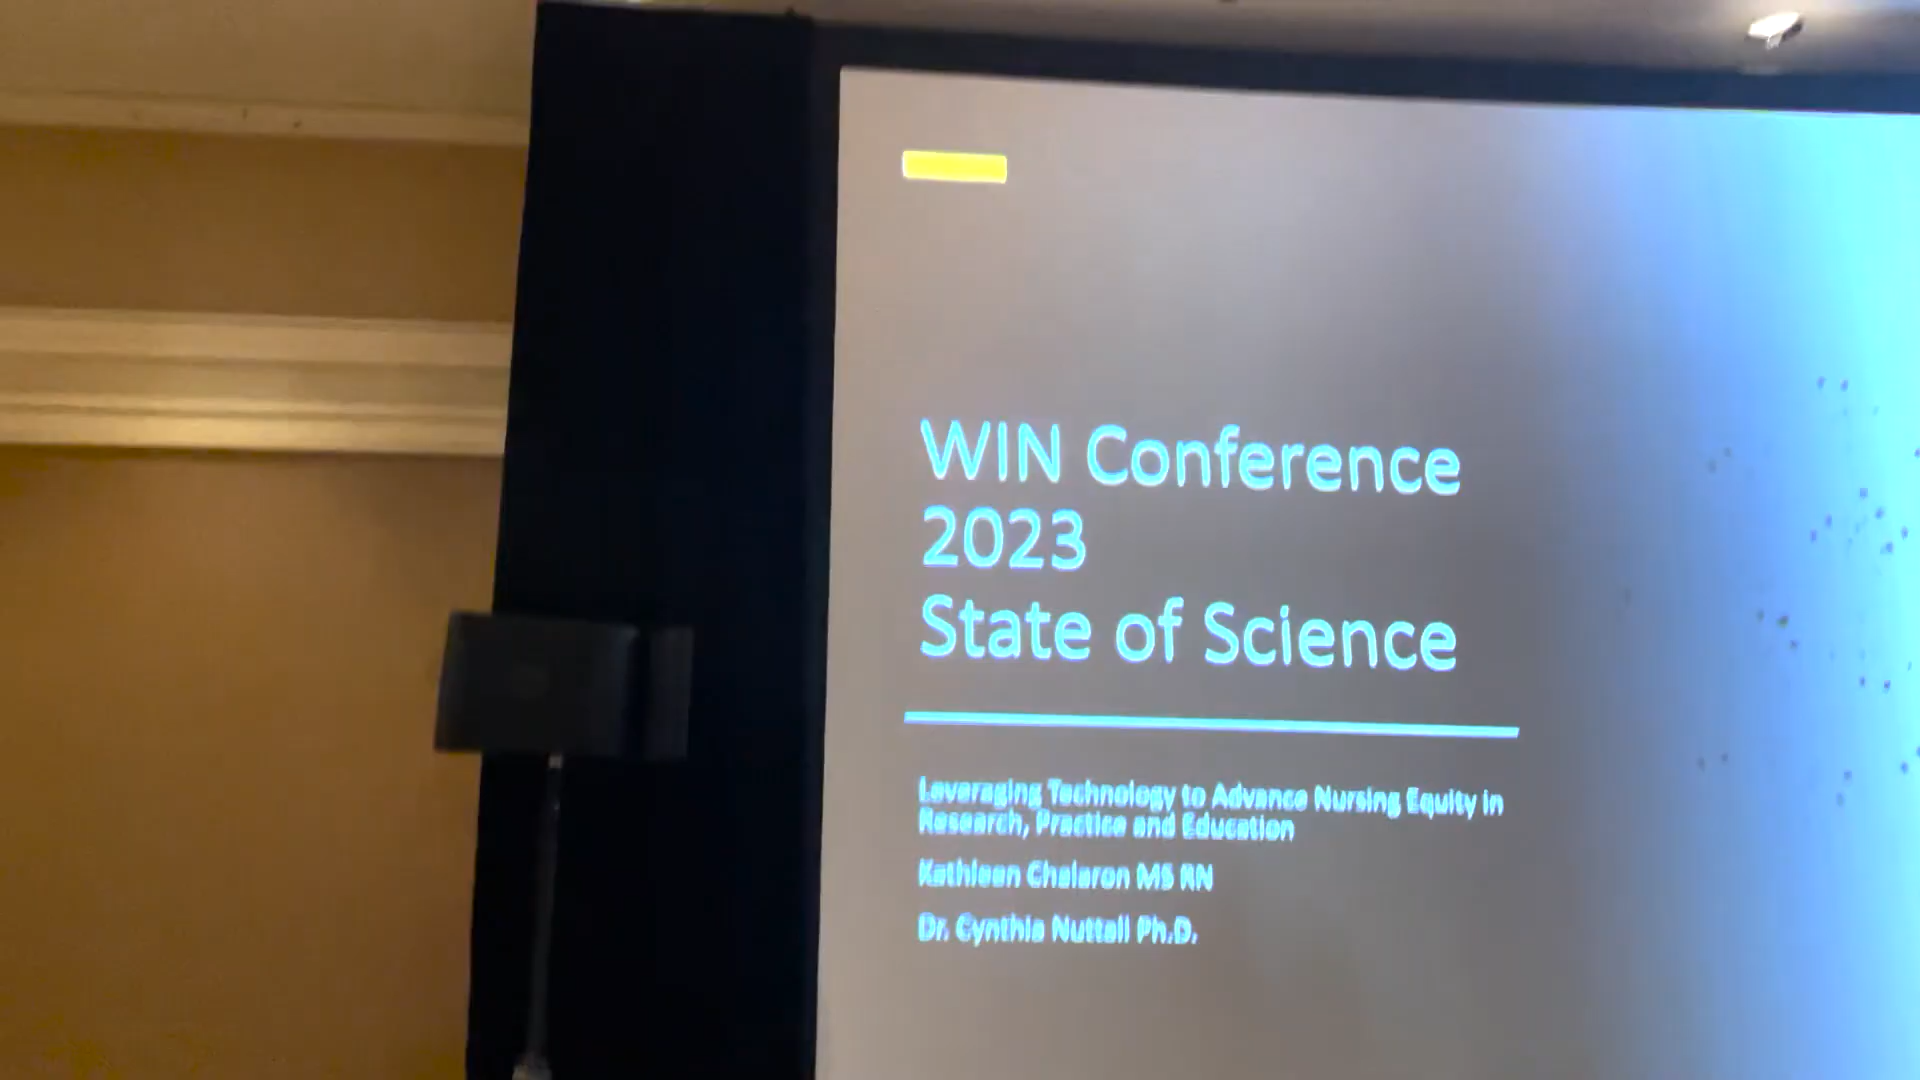 WIN Conference
2023
State of Science
Leveraging Technology to Advance Nursing Equity in
Research, Practice and Education
Kathleen Chalaron MS RN
Dr. Cynthia Nuttall Ph.D.